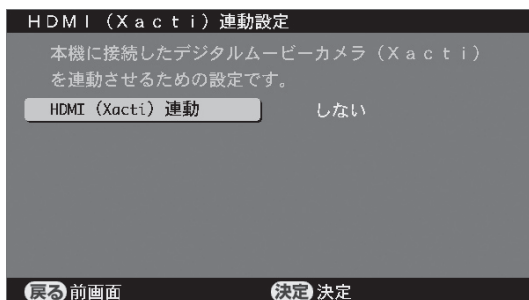 HDMI（Xacti）連動設定
本機に接続したデジタルムービーカメラ（Xacti）
を連動させるための設定です。
HDMI（Xacti）連動 しない
戻る 前画面 決定 決定